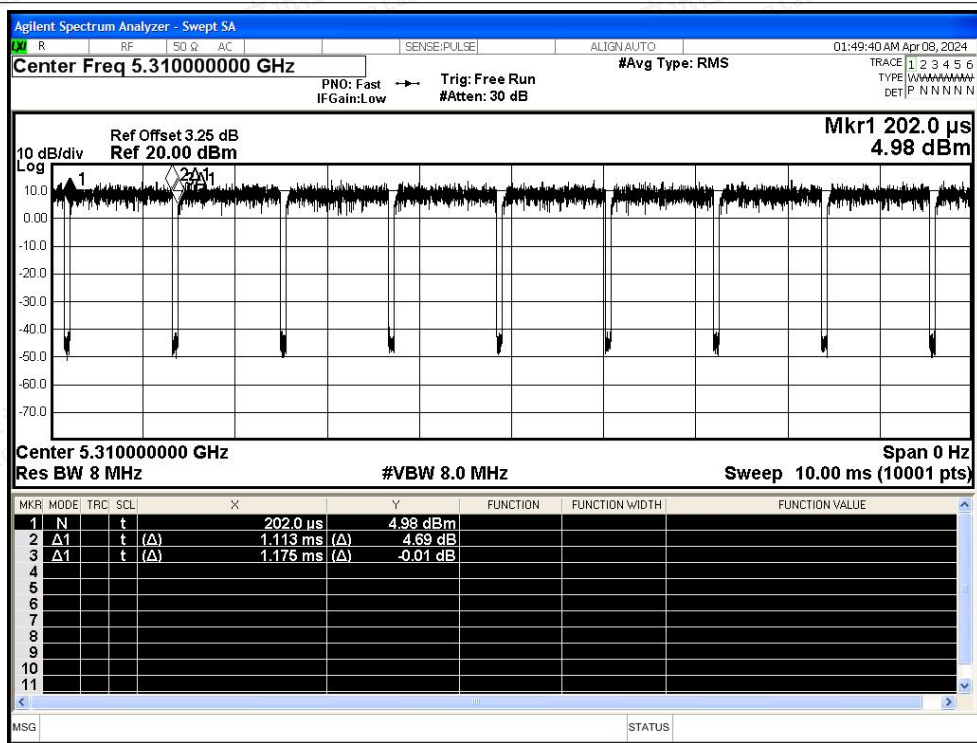 Agilent Spectrum Analyzer - Swept SA
LXI R RF 50 Ω AC SENSE:PULSE ALIGN AUTO 01:49:40 AM Apr 08, 2024
Center Freq 5.310000000 GHz
PNO: Fast
IFGain:Low
Trig: Free Run
#Atten: 30 dB
#Avg Type: RMS
TRACE 1 2 3 4 5 6
TYPE W
DET P N N N N N
Ref Offset 3.25 dB
10 dB/div Ref 20.00 dBm
Mkr1 202.0 µs
4.98 dBm
Log
1
2Δ1
10.0
0.00
-10.0
-20.0
-30.0
-40.0
-50.0
-60.0
-70.0
Center 5.310000000 GHz Span 0 Hz
Res BW 8 MHz #VBW 8.0 MHz Sweep 10.00 ms (10001 pts)
MKR MODE TRC SCL X Y FUNCTION FUNCTION WIDTH FUNCTION VALUE
1 N t 202.0 µs 4.98 dBm
2 Δ1 t (Δ) 1.113 ms (Δ) 4.69 dB
3 Δ1 t (Δ) 1.175 ms (Δ) -0.01 dB
4
5
6
7
8
9
10
11
MSG STATUS